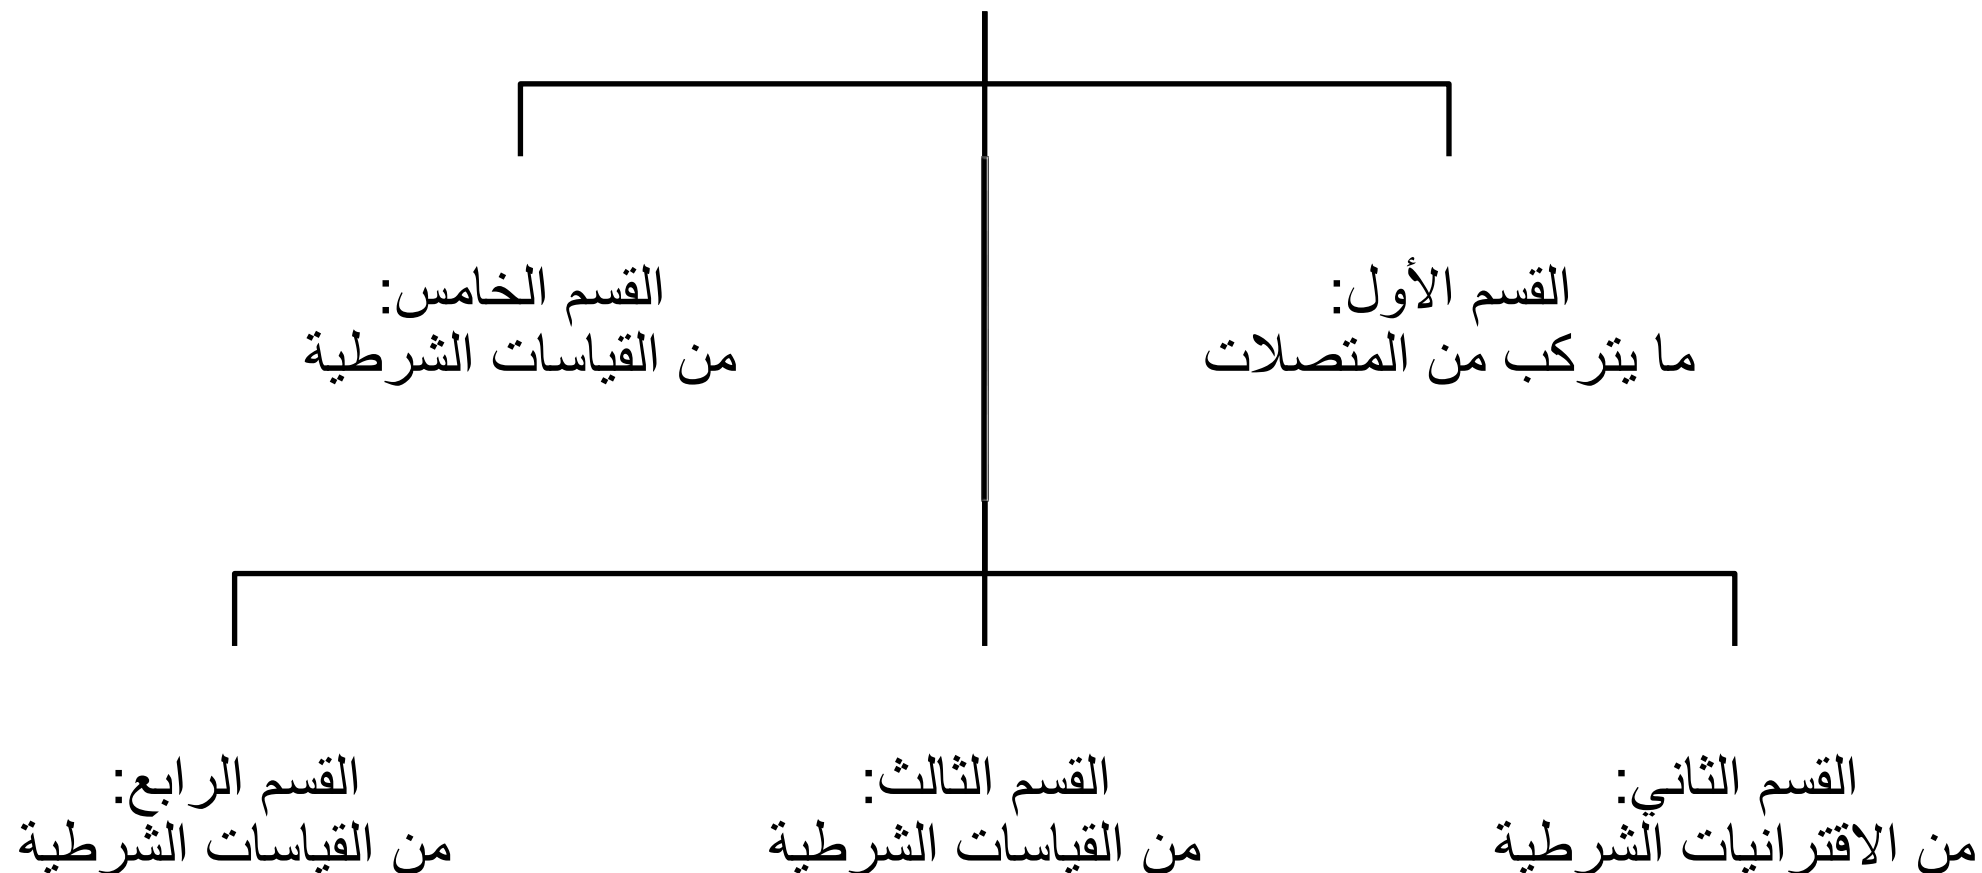 القسم الأول:
ما يتركب من المتصلات
القسم الخامس:
من القياسات الشرطية
القسم الثاني:
من الاقترانيات الشرطية
القسم الثالث:
من القياسات الشرطية
القسم الرابع:
من القياسات الشرطية